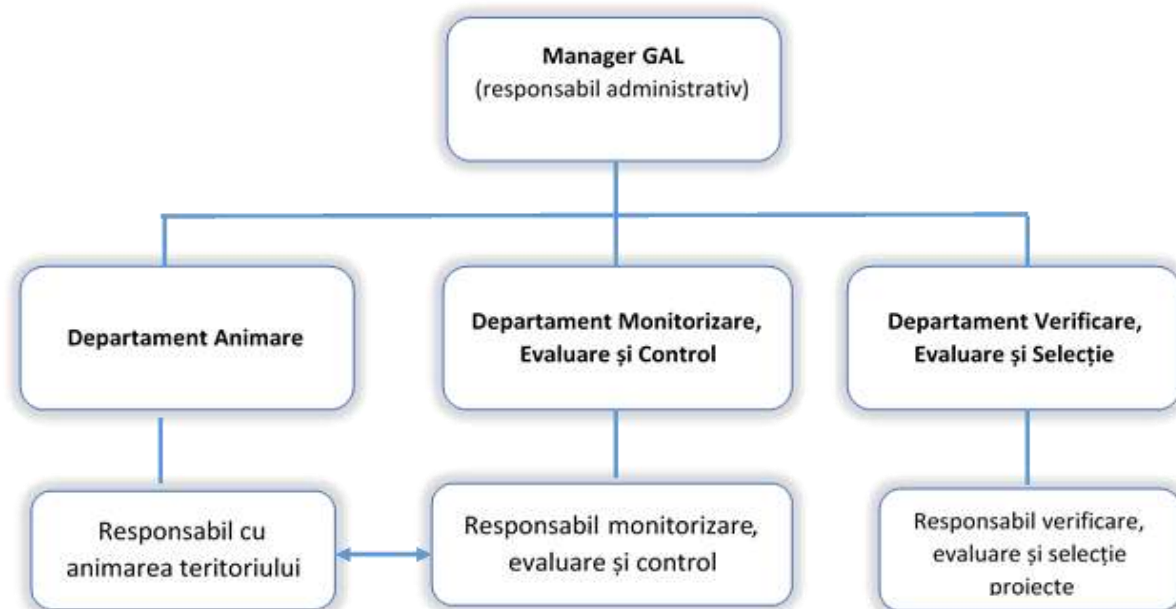 Manager GAL
(responsabil administrativ)
Departament Animare
Departament Monitorizare,
Evaluare și Control
Departament Verificare,
Evaluare și Selecție
Responsabil cu
animarea teritoriului
Responsabil monitorizare,
evaluare și control
Responsabil verificare,
evaluare și selecție
proiecte